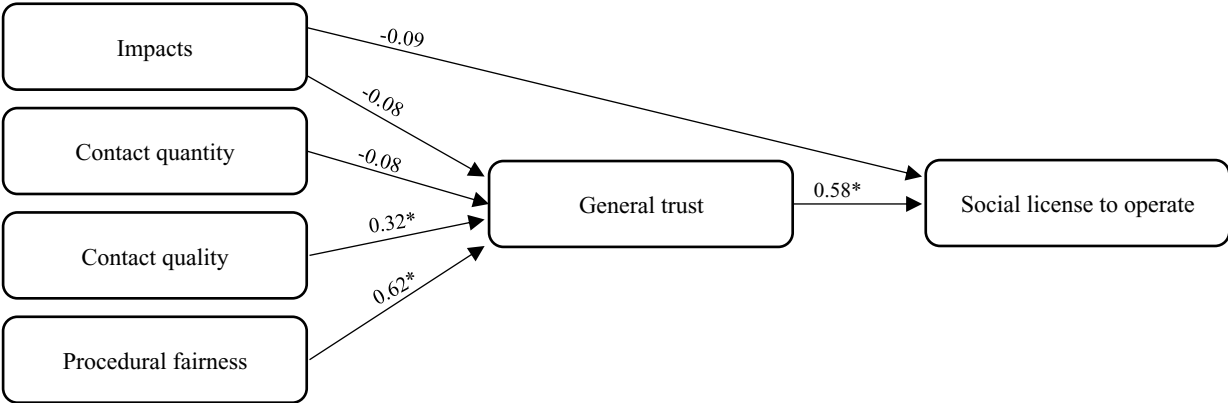 Impacts
-0.09
-0.08
Contact quantity
-0.08
General trust
0.58*
Social license to operate
Contact quality
0.32*
0.62*
Procedural fairness